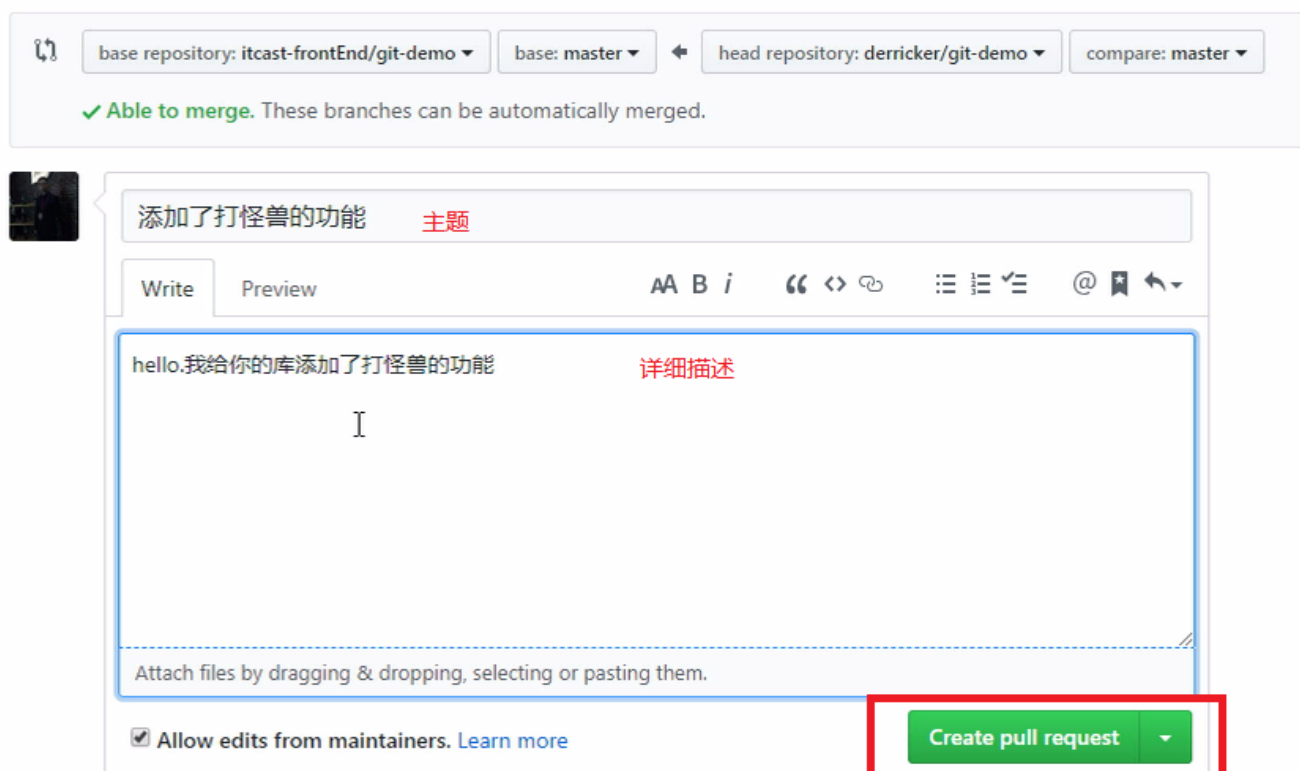 base repository: itcast-frontEnd/git-demo base: master head repository: derricker/git-demo compare: master
Able to merge. These branches can be automatically merged.
添加了打怪兽的功能 主题
Write Preview AA B i @
hello.我给你的库添加了打怪兽的功能 详细描述
Attach files by dragging & dropping, selecting or pasting them.
Allow edits from maintainers. Learn more Create pull request